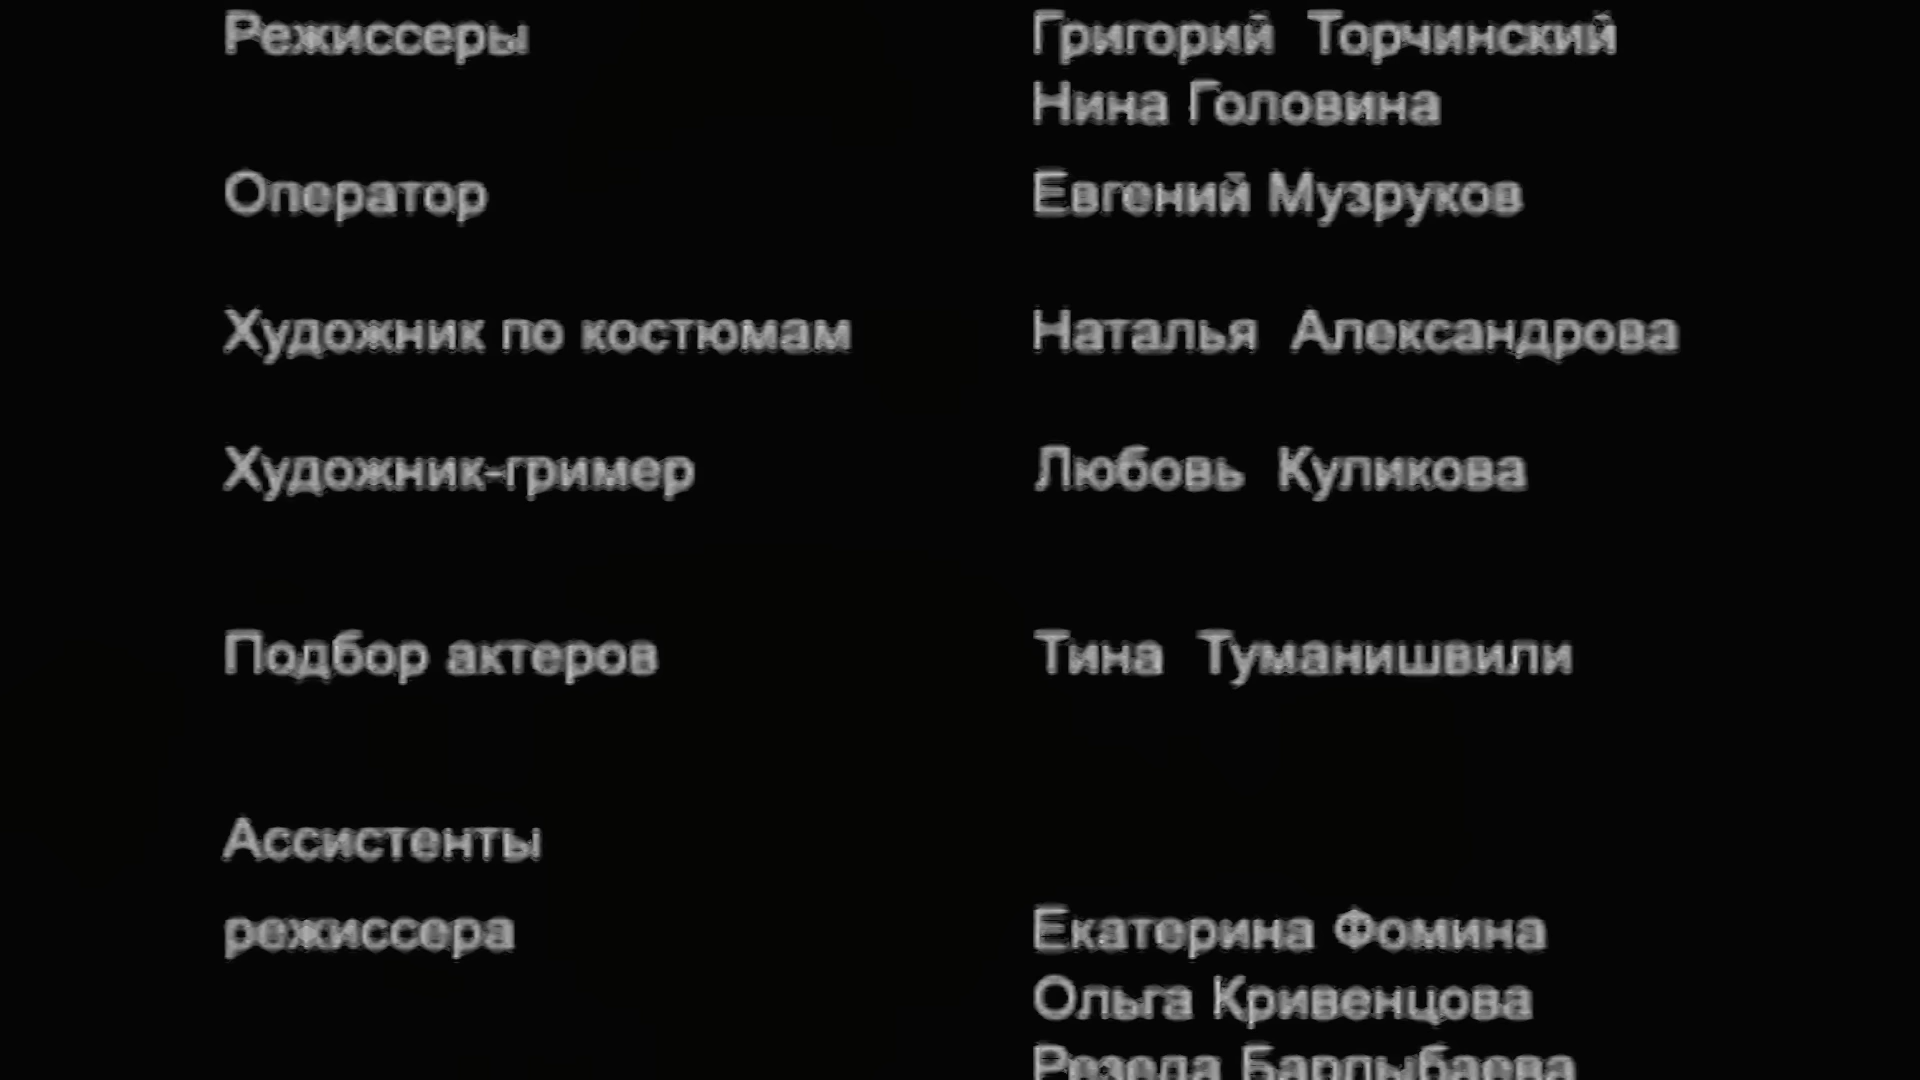 Режиссеры Григорий Торчинский
Нина Головина
Оператор Евгений Музруков
Художник по костюмам Наталья Александрова
Художник-гример Любовь Куликова
Подбор актеров Тина Туманишвили
Ассистенты
режиссера Екатерина Фомина
Ольга Кривенцова